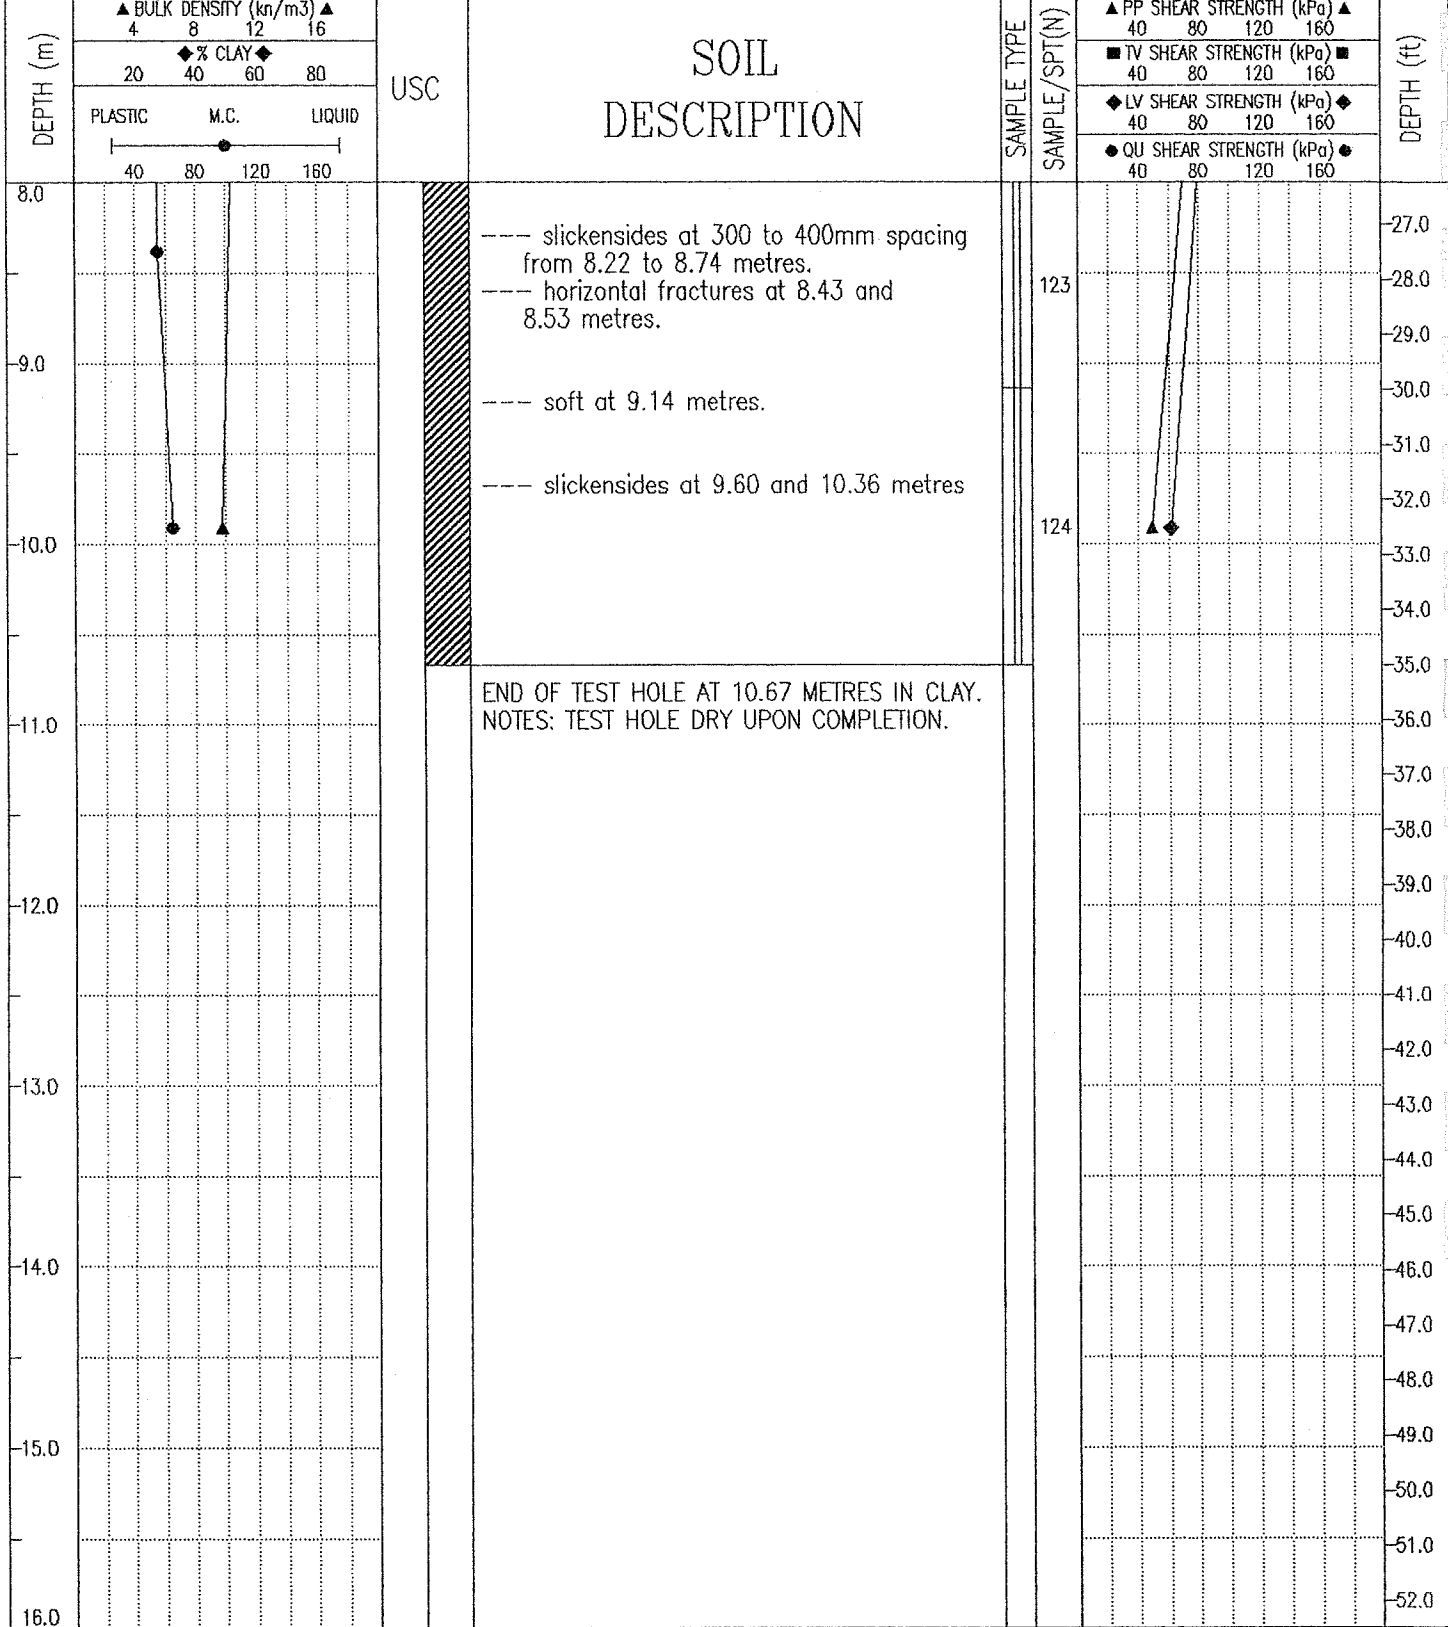 ▲ BULK DENSITY (kn/m3) ▲
4 8 12 16
◆ % CLAY ◆
20 40 60 80
PLASTIC M.C. LIQUID
40 80 120 160
DEPTH (m)
USC
SOIL
DESCRIPTION
SAMPLE TYPE
SAMPLE/SPT(N)
▲ PP SHEAR STRENGTH (kPa) ▲
40 80 120 160
■ TV SHEAR STRENGTH (kPa) ■
40 80 120 160
◆ LV SHEAR STRENGTH (kPa) ◆
40 80 120 160
● QU SHEAR STRENGTH (kPa) ●
40 80 120 160
DEPTH (ft)
8.0
9.0
10.0
11.0
12.0
13.0
14.0
15.0
16.0
--- slickensides at 300 to 400mm spacing
from 8.22 to 8.74 metres.
--- horizontal fractures at 8.43 and
8.53 metres.
--- soft at 9.14 metres.
--- slickensides at 9.60 and 10.36 metres
END OF TEST HOLE AT 10.67 METRES IN CLAY.
NOTES: TEST HOLE DRY UPON COMPLETION.
123
124
27.0
28.0
29.0
30.0
31.0
32.0
33.0
34.0
35.0
36.0
37.0
38.0
39.0
40.0
41.0
42.0
43.0
44.0
45.0
46.0
47.0
48.0
49.0
50.0
51.0
52.0